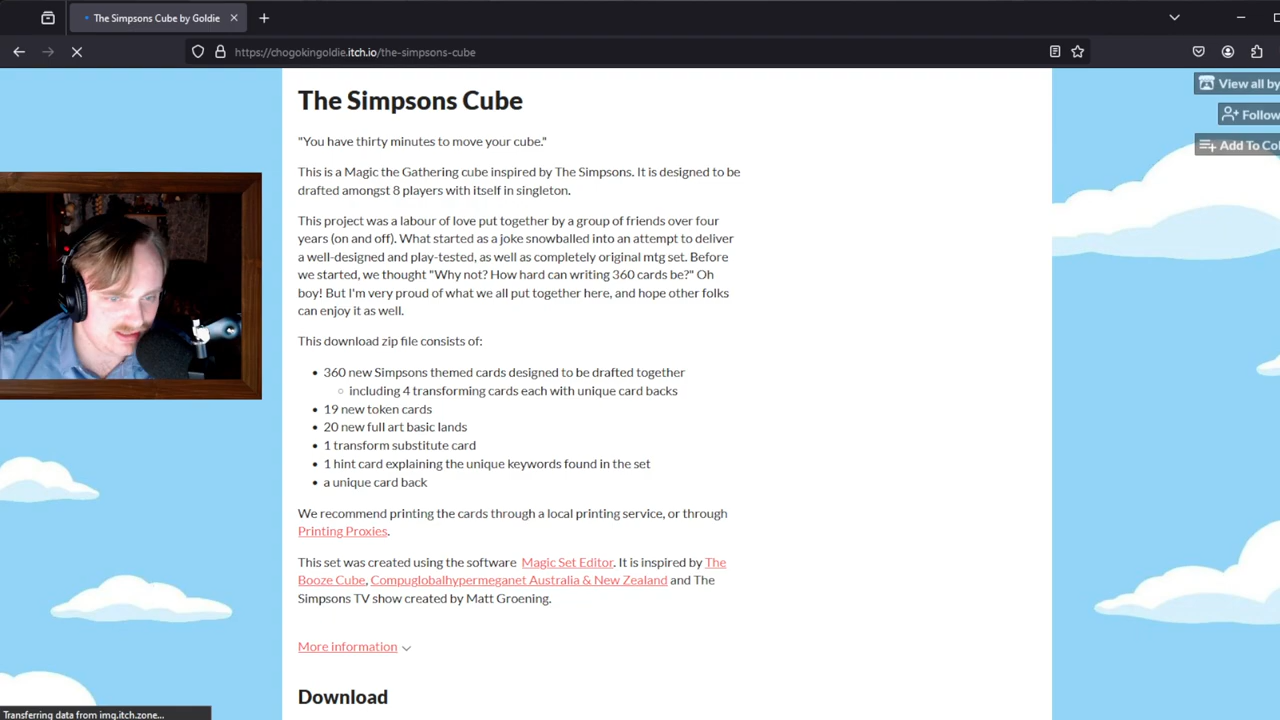 The Simpsons Cube by Goldie
https://chogokingoldie.itch.io/the-simpsons-cube
View all by
Follow
Add To Col
The Simpsons Cube
"You have thirty minutes to move your cube."
This is a Magic the Gathering cube inspired by The Simpsons. It is designed to be
drafted amongst 8 players with itself in singleton.
This project was a labour of love put together by a group of friends over four
years (on and off). What started as a joke snowballed into an attempt to deliver
a well-designed and play-tested, as well as completely original mtg set. Before
we started, we thought "Why not? How hard can writing 360 cards be?" Oh
boy! But I'm very proud of what we all put together here, and hope other folks
can enjoy it as well.
This download zip file consists of:
360 new Simpsons themed cards designed to be drafted together
including 4 transforming cards each with unique card backs
19 new token cards
20 new full art basic lands
1 transform substitute card
1 hint card explaining the unique keywords found in the set
a unique card back
We recommend printing the cards through a local printing service, or through
Printing Proxies.
This set was created using the software Magic Set Editor. It is inspired by The
Booze Cube, Compuglobalhypermeganet Australia & New Zealand and The
Simpsons TV show created by Matt Groening.
More information
Download
Transferring data from img.itch.zone...